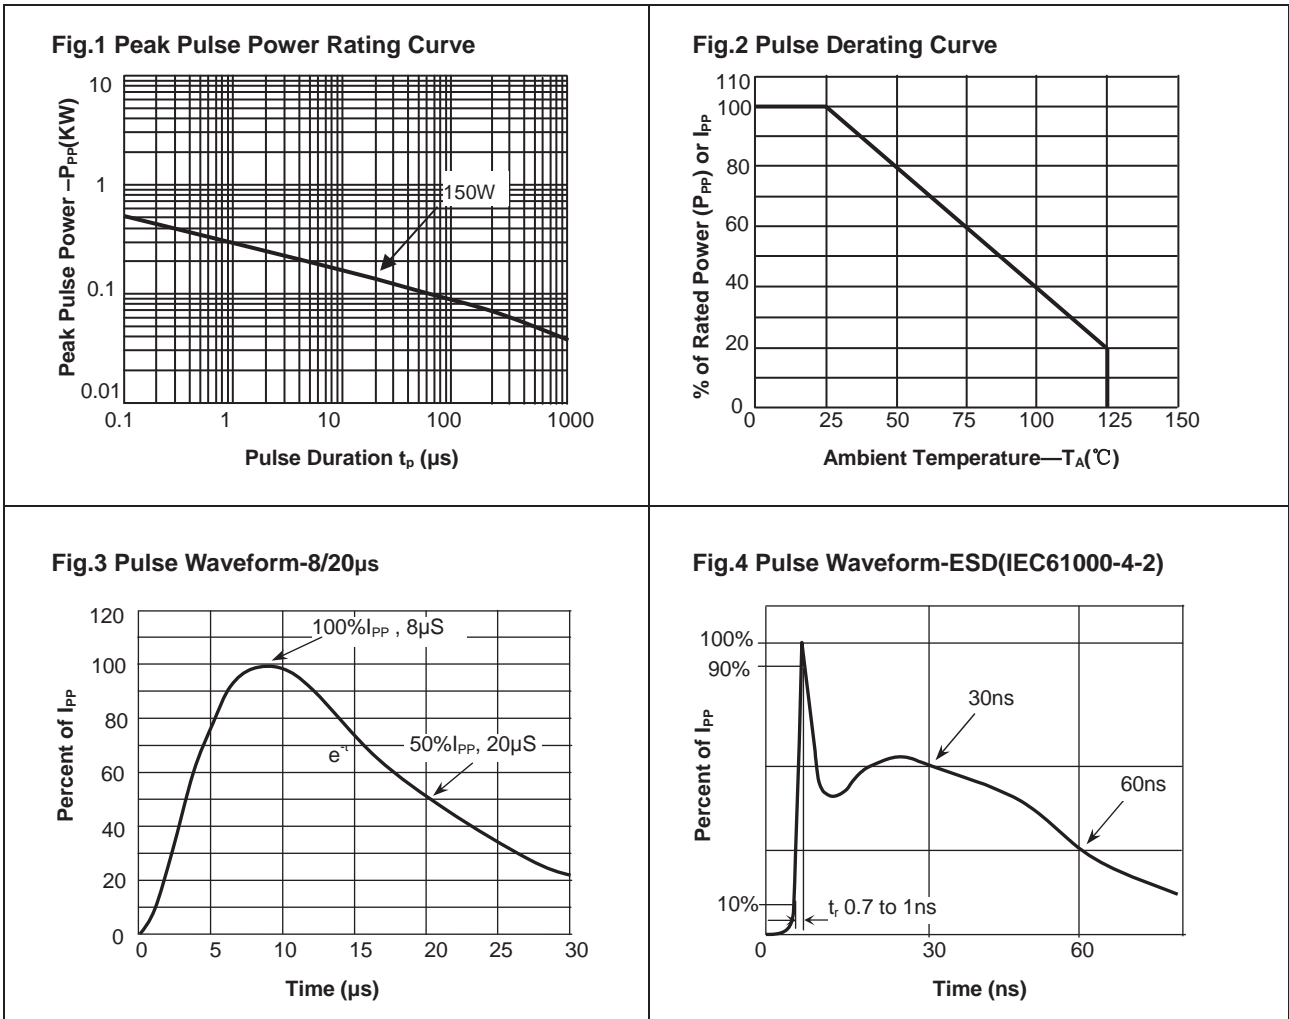 Fig.1 Peak Pulse Power Rating Curve
Peak Pulse Power –PPP(KW)
10
1
0.1
0.01
150W
0.1 1 10 100 1000
Pulse Duration tp (µs)
Fig.2 Pulse Derating Curve
% of Rated Power (PPP) or IPP
110
100
80
60
40
20
0
0 25 50 75 100 125 150
Ambient Temperature—TA(℃)
Fig.3 Pulse Waveform-8/20µs
Percent of IPP
120
100
80
60
40
20
0
100%IPP , 8µS
e-t
50%IPP, 20µS
0 5 10 15 20 25 30
Time (µs)
Fig.4 Pulse Waveform-ESD(IEC61000-4-2)
Percent of IPP
100%
90%
10%
30ns
60ns
tr 0.7 to 1ns
0 30 60
Time (ns)